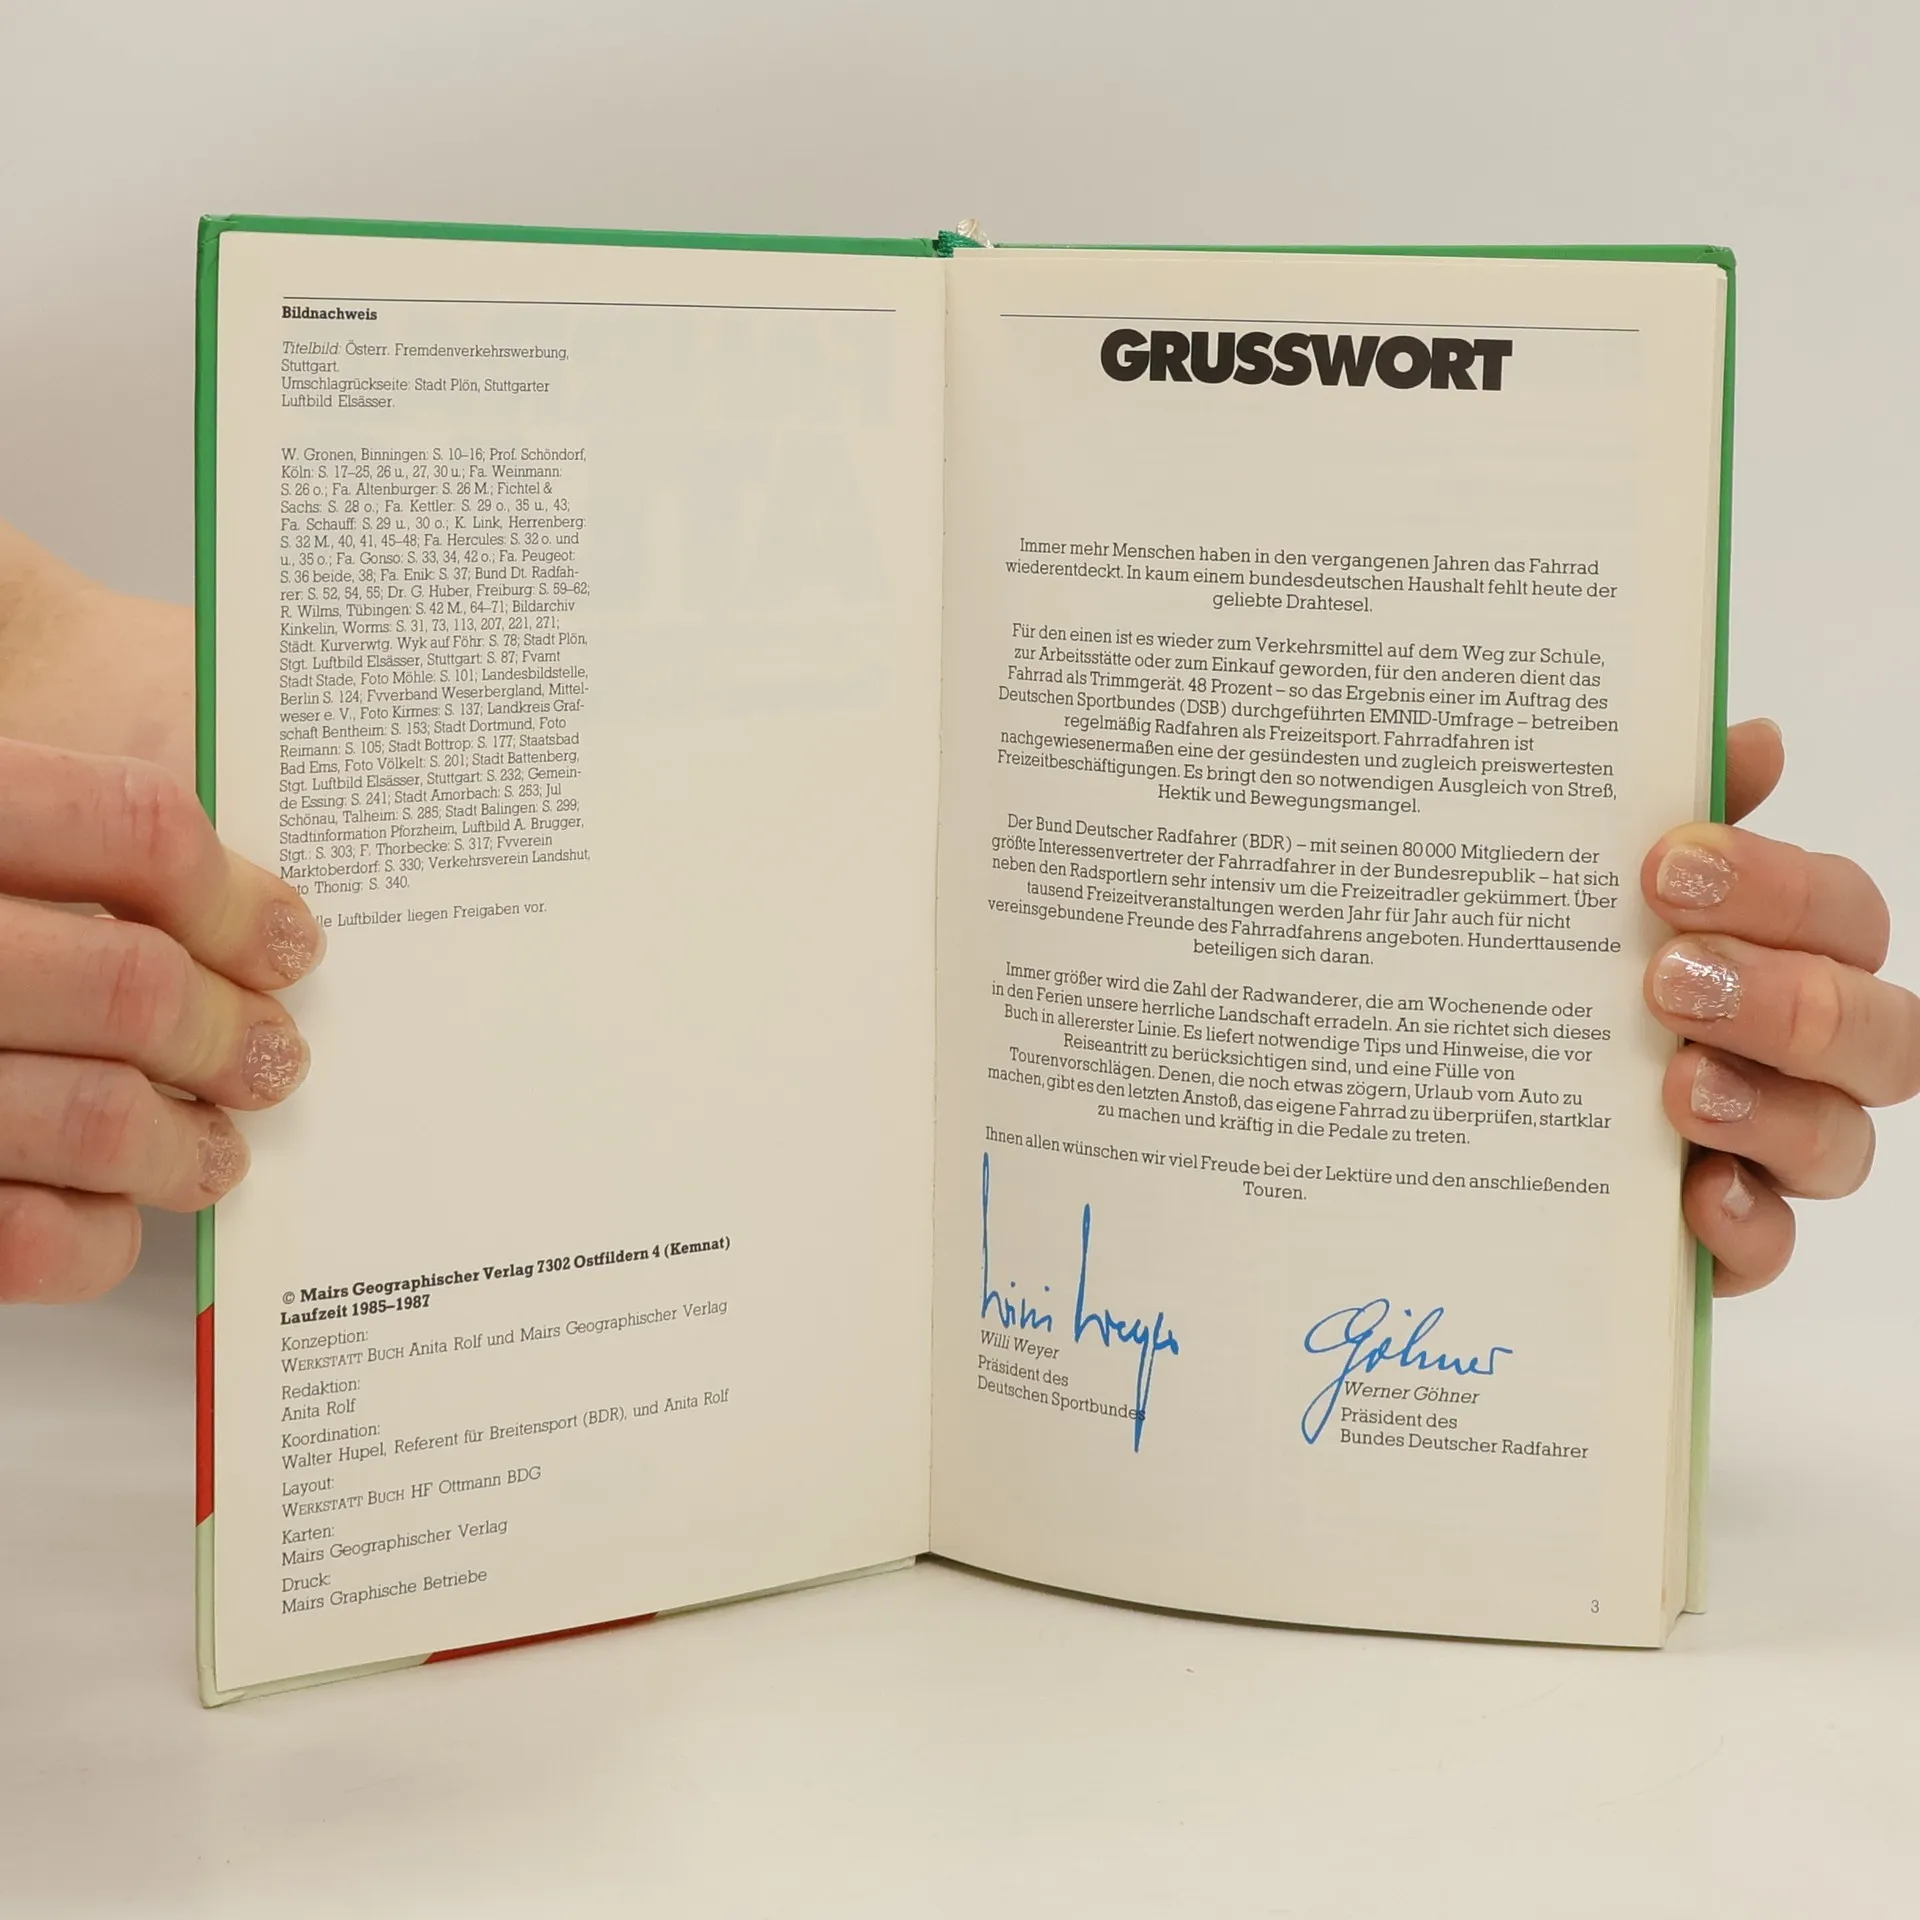 Bildnachweis
Titelbild: Österr. Fremdenverkehrswerbung,
Stuttgart.
Umschlagrückseite: Stadt Plön, Stuttgarter
Luftbild Elsässer.
W. Gronen, Binningen: S. 10–16; Prof. Schöndorf,
Köln: S. 17–25, 26 u., 27, 30 u.; Fa. Weinmann:
S. 26 o.; Fa. Altenburger: S. 26 M.; Fichtel &
Sachs: S. 28 o.; Fa. Kettler: S. 29 o., 35 u., 43;
Fa. Schauff: S. 29 u., 30 o.; K. Link, Herrenberg:
S. 32 M., 40, 41, 45–48; Fa. Hercules: S. 32 o. und
u., 35 o.; Fa. Gonso: S. 33, 34, 42 o.; Fa. Peugeot:
S. 36 beide, 38; Fa. Enik: S. 37; Bund Dt. Radfah-
rer: S. 52, 54, 55; Dr. G. Huber, Freiburg: S. 59–62;
R. Wilms, Tübingen: S. 42 M., 64–71; Bildarchiv
Kinkelin, Worms: S. 31, 73, 113, 207, 221, 271;
Städt. Kurverwtg. Wyk auf Föhr: S. 78; Stadt Plön,
Stgt. Luftbild Elsässer, Stuttgart: S. 87; Fvamt
Stadt Stade, Foto Möhle: S. 101; Landesbildstelle,
Berlin S. 124; Fvverband Weserbergland, Mittel-
weser e. V., Foto Kirmes: S. 137; Landkreis Graf-
schaft Bentheim: S. 153; Stadt Dortmund, Foto
Reimann: S. 105; Stadt Bottrop: S. 177; Staatsbad
Bad Ems, Foto Völkelt: S. 201; Stadt Battenberg,
Stgt. Luftbild Elsässer, Stuttgart: S. 232; Gemein-
de Essing: S. 241; Stadt Amorbach: S. 253; Jul
Schönau, Talheim: S. 285; Stadt Balingen: S. 299;
Stadtinformation Pforzheim, Luftbild A. Brugger,
Stgt.: S. 303; F. Thorbecke: S. 317; Fvverein
Marktoberdorf: S. 330; Verkehrsverein Landshut,
oto Thonig: S. 340.
lle Luftbilder liegen Freigaben vor.
© Mairs Geographischer Verlag 7302 Ostfildern 4 (Kemnat)
Laufzeit 1985–1987
Konzeption:
WERKSTATT BUCH Anita Rolf und Mairs Geographischer Verlag
Redaktion:
Anita Rolf
Koordination:
Walter Hupel, Referent für Breitensport (BDR), und Anita Rolf
Layout:
WERKSTATT BUCH HF Ottmann BDG
Karten:
Mairs Geographischer Verlag
Druck:
Mairs Graphische Betriebe
GRUSSWORT
Immer mehr Menschen haben in den vergangenen Jahren das Fahrrad
wiederentdeckt. In kaum einem bundesdeutschen Haushalt fehlt heute der
geliebte Drahtesel.
Für den einen ist es wieder zum Verkehrsmittel auf dem Weg zur Schule,
zur Arbeitsstätte oder zum Einkauf geworden, für den anderen dient das
Fahrrad als Trimmgerät. 48 Prozent – so das Ergebnis einer im Auftrag des
Deutschen Sportbundes (DSB) durchgeführten EMNID-Umfrage – betreiben
regelmäßig Radfahren als Freizeitsport. Fahrradfahren ist
nachgewiesenermaßen eine der gesündesten und zugleich preiswertesten
Freizeitbeschäftigungen. Es bringt den so notwendigen Ausgleich von Streß,
Hektik und Bewegungsmangel.
Der Bund Deutscher Radfahrer (BDR) – mit seinen 80 000 Mitgliedern der
größte Interessenvertreter der Fahrradfahrer in der Bundesrepublik – hat sich
neben den Radsportlern sehr intensiv um die Freizeitradler gekümmert. Über
tausend Freizeitveranstaltungen werden Jahr für Jahr auch für nicht
vereinsgebundene Freunde des Fahrradfahrens angeboten. Hunderttausende
beteiligen sich daran.
Immer größer wird die Zahl der Radwanderer, die am Wochenende oder
in den Ferien unsere herrliche Landschaft erradeln. An sie richtet sich dieses
Buch in allererster Linie. Es liefert notwendige Tips und Hinweise, die vor
Reiseantritt zu berücksichtigen sind, und eine Fülle von
Tourenvorschlägen. Denen, die noch etwas zögern, Urlaub vom Auto zu
machen, gibt es den letzten Anstoß, das eigene Fahrrad zu überprüfen, startklar
zu machen und kräftig in die Pedale zu treten.
Ihnen allen wünschen wir viel Freude bei der Lektüre und den anschließenden
Touren.
Willi Weyer
Göhner
Willi Weyer
Präsident des
Deutschen Sportbundes
Werner Göhner
Präsident des
Bundes Deutscher Radfahrer
3